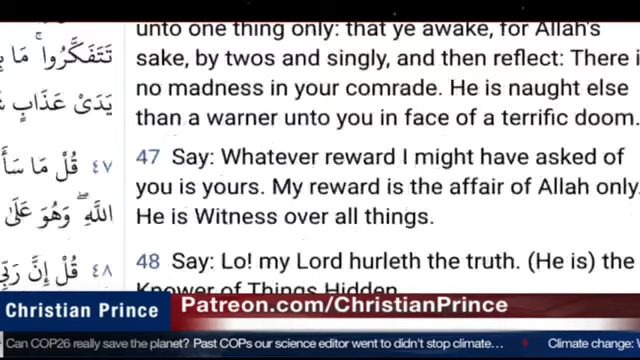 unto one thing only: that ye awake, for Allah's
تَتَفَكَّرُوا۟ ۚ مَا
sake, by twos and singly, and then reflect: There i
no madness in your comrade. He is naught else
يَدَىْ عَذَابٍ
than a warner unto you in face of a terrific doom.
٤٧ قُلْ مَا
47 Say: Whatever reward I might have asked of
you is yours. My reward is the affair of Allah only.
اللَّهِ ۖ وَهُوَ عَلَىٰ
He is Witness over all things.
٤٨ قُلْ إِنَّ رَبِّى
48 Say: Lo! my Lord hurleth the truth. (He is) the
Knower of Things Hidden.
Christian Prince
Patreon.com/ChristianPrince
Can COP26 really save the planet? Past COPs our science editor went to didn't stop climate… Climate change: W